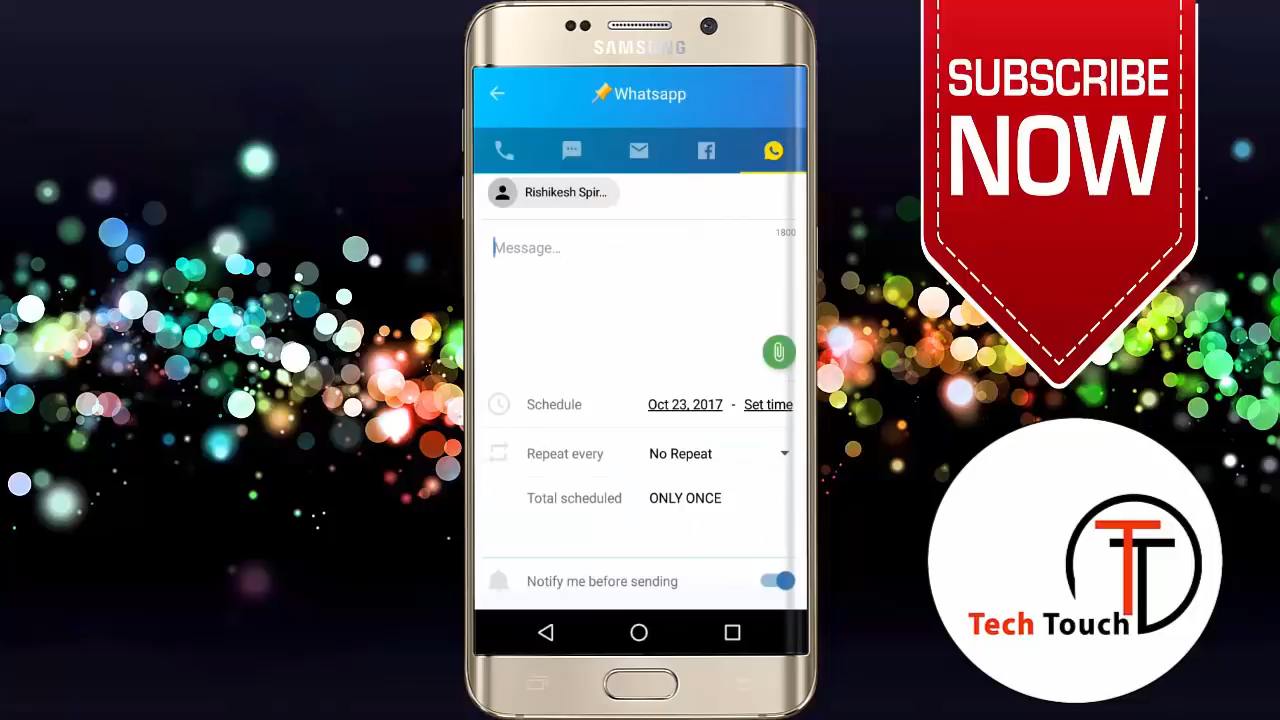 SAMSUNG
Whatsapp
Rishikesh Spir...
1800
Message...
Schedule
Oct 23, 2017 - Set time
Repeat every
No Repeat
Total scheduled
ONLY ONCE
Notify me before sending
SUBSCRIBE
NOW
TT
Tech Touch